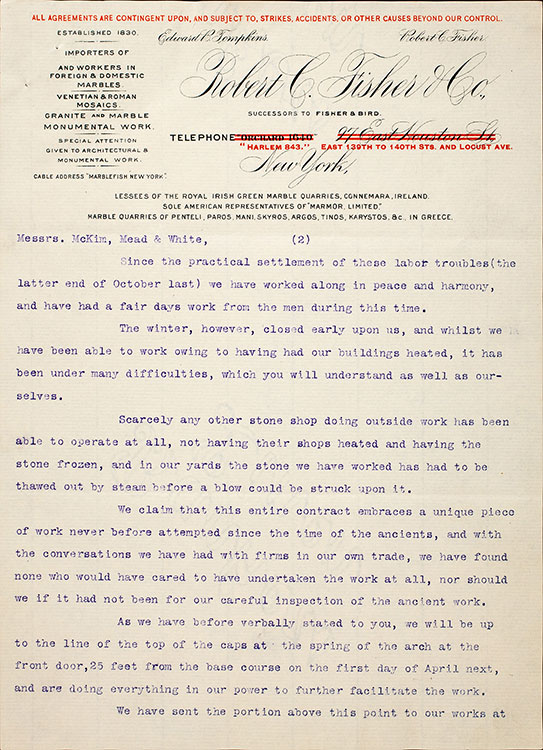 ALL AGREEMENTS ARE CONTINGENT UPON, AND SUBJECT TO, STRIKES, ACCIDENTS, OR OTHER CAUSES BEYOND OUR CONTROL.
ESTABLISHED 1830.
IMPORTERS OF
AND WORKERS IN
FOREIGN & DOMESTIC
MARBLES.
VENETIAN & ROMAN
MOSAICS.
GRANITE AND MARBLE
MONUMENTAL WORK.
SPECIAL ATTENTION
GIVEN TO ARCHITECTURAL &
MONUMENTAL WORK.
CABLE ADDRESS "MARBLEFISH NEW YORK"
Edward B. Tompkins.
Robert C. Fisher.
Robert C. Fisher & Co.,
SUCCESSORS TO FISHER & BIRD.
TELEPHONE ORCHARD 1640 97 East Houston St.,
"HARLEM 843." EAST 139TH TO 140TH STS. AND LOCUST AVE.
New York,
LESSEES OF THE ROYAL IRISH GREEN MARBLE QUARRIES, CONNEMARA, IRELAND.
SOLE AMERICAN REPRESENTATIVES OF "MARMOR, LIMITED."
MARBLE QUARRIES OF PENTELI, PAROS, MANI, SKYROS, ARGOS, TINOS, KARYSTOS, &C., IN GREECE.
Messrs. McKim, Mead & White, (2)
Since the practical settlement of these labor troubles(the
latter end of October last) we have worked along in peace and harmony,
and have had a fair days work from the men during this time.
The winter, however, closed early upon us, and whilst we
have been able to work owing to having had our buildings heated, it has
been under many difficulties, which you will understand as well as our-
selves.
Scarcely any other stone shop doing outside work has been
able to operate at all, not having their shops heated and having the
stone frozen, and in our yards the stone we have worked has had to be
thawed out by steam before a blow could be struck upon it.
We claim that this entire contract embraces a unique piece
of work never before attempted since the time of the ancients, and with
the conversations we have had with firms in our own trade, we have found
none who would have cared to have undertaken the work at all, nor should
we if it had not been for our careful inspection of the ancient work.
As we have before verbally stated to you, we will be up
to the line of the top of the caps at the spring of the arch at the
front door,25 feet from the base course on the first day of April next,
and are doing everything in our power to further facilitate the work.
We have sent the portion above this point to our works at